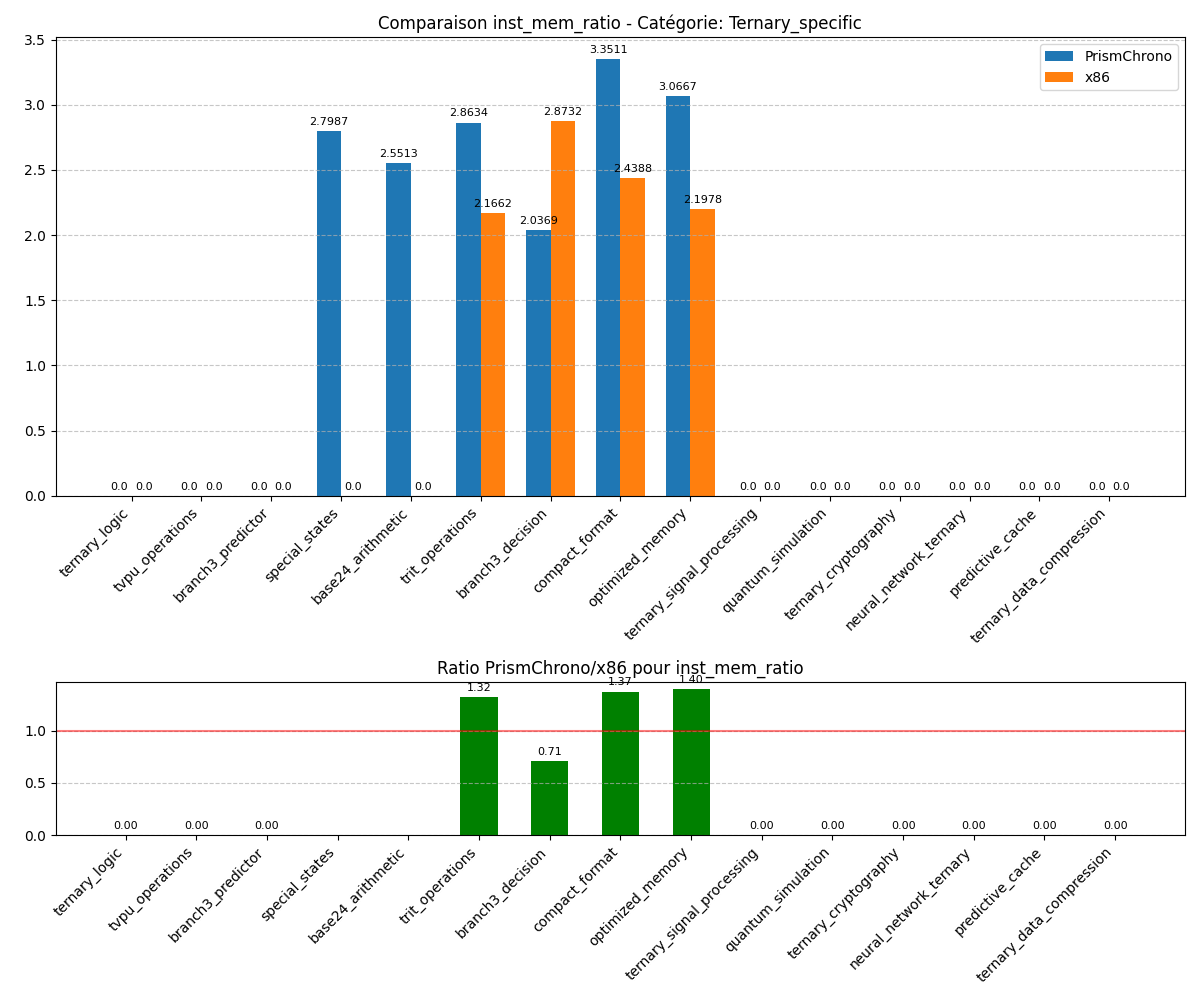 Comparaison inst_mem_ratio - Catégorie: Ternary_specific
PrismChrono
x86
3.5
3.0
2.5
2.0
1.5
1.0
0.5
0.0
0.0 0.0
0.0 0.0
0.0 0.0
2.7987 0.0
2.5513 0.0
2.8634 2.1662
2.0369 2.8732
3.3511 2.4388
3.0667 2.1978
0.0 0.0
0.0 0.0
0.0 0.0
0.0 0.0
0.0 0.0
0.0 0.0
ternary_logic
tvpu_operations
branch3_predictor
special_states
base24_arithmetic
trit_operations
branch3_decision
compact_format
optimized_memory
ternary_signal_processing
quantum_simulation
ternary_cryptography
neural_network_ternary
predictive_cache
ternary_data_compression
Ratio PrismChrono/x86 pour inst_mem_ratio
1.0
0.5
0.0
0.00
0.00
0.00
1.32
0.71
1.37
1.40
0.00
0.00
0.00
0.00
0.00
0.00
ternary_logic
tvpu_operations
branch3_predictor
special_states
base24_arithmetic
trit_operations
branch3_decision
compact_format
optimized_memory
ternary_signal_processing
quantum_simulation
ternary_cryptography
neural_network_ternary
predictive_cache
ternary_data_compression